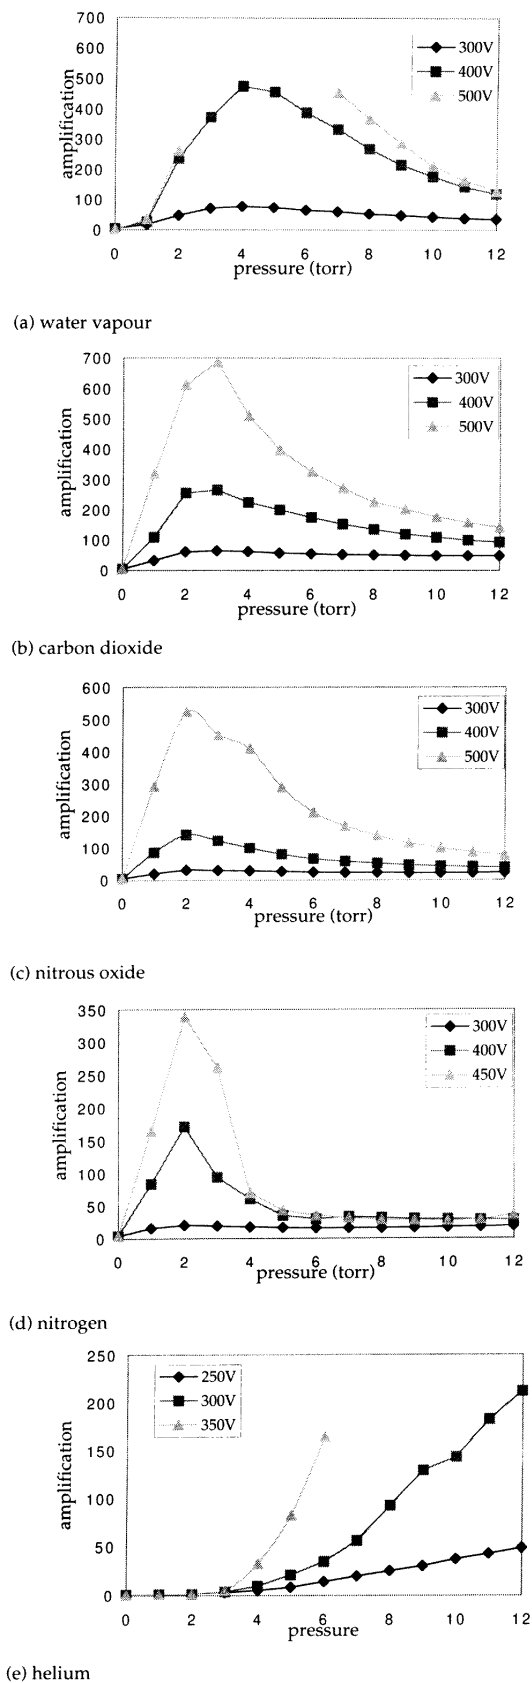 700
600
500
400
300
200
100
0
amplification
300V
400V
500V
0 2 4 6 8 10 12
pressure (torr)
(a) water vapour
700
600
500
400
300
200
100
0
amplification
300V
400V
500V
0 2 4 6 8 10 12
pressure (torr)
(b) carbon dioxide
600
500
400
300
200
100
0
amplification
300V
400V
500V
0 2 4 6 8 10 12
pressure (torr)
(c) nitrous oxide
350
300
250
200
150
100
50
0
amplification
300V
400V
450V
0 2 4 6 8 10 12
pressure (torr)
(d) nitrogen
250
200
150
100
50
0
amplification
250V
300V
350V
0 2 4 6 8 10 12
pressure
(e) helium